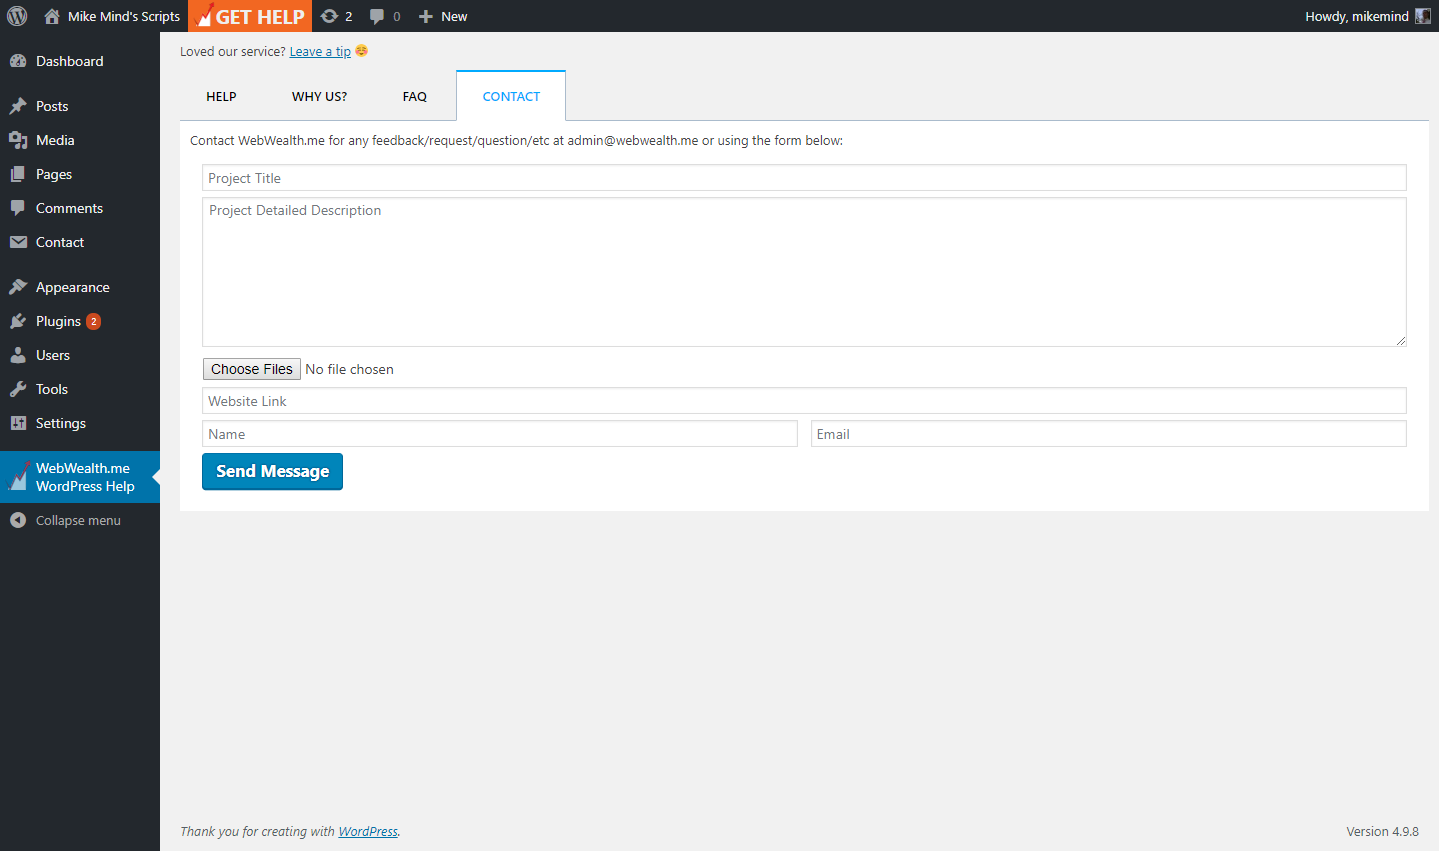 Mike Mind's Scripts GET HELP 2 0 New Howdy, mikemind
Dashboard
Posts
Media
Pages
Comments
Contact
Appearance
Plugins 2
Users
Tools
Settings
WebWealth.me
WordPress Help
Collapse menu
Loved our service? Leave a tip
HELP WHY US? FAQ CONTACT
Contact WebWealth.me for any feedback/request/question/etc at admin@webwealth.me or using the form below:
Project Title
Project Detailed Description
Choose Files No file chosen
Website Link
Name Email
Send Message
Thank you for creating with WordPress. Version 4.9.8